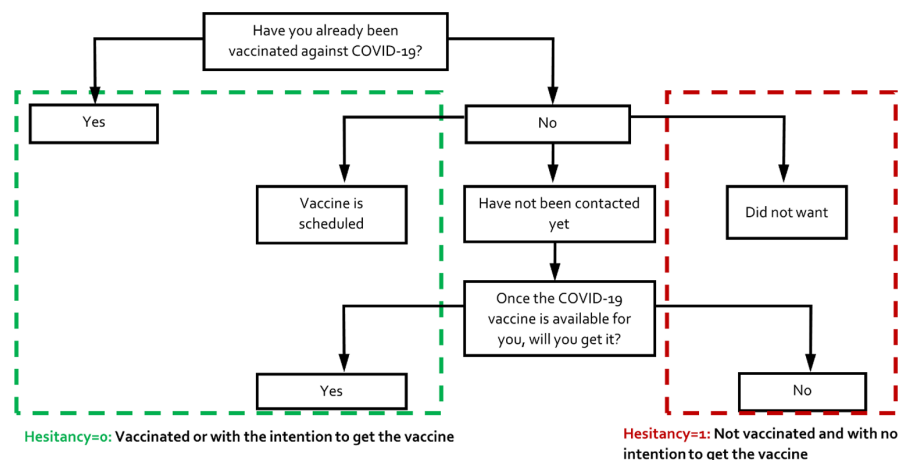 Have you already been
vaccinated against COVID-19?
Yes
No
Vaccine is
scheduled
Have not been contacted
yet
Did not want
Once the COVID-19
vaccine is available for
you, will you get it?
Yes
No
Hesitancy=0: Vaccinated or with the intention to get the vaccine
Hesitancy=1: Not vaccinated and with no
intention to get the vaccine